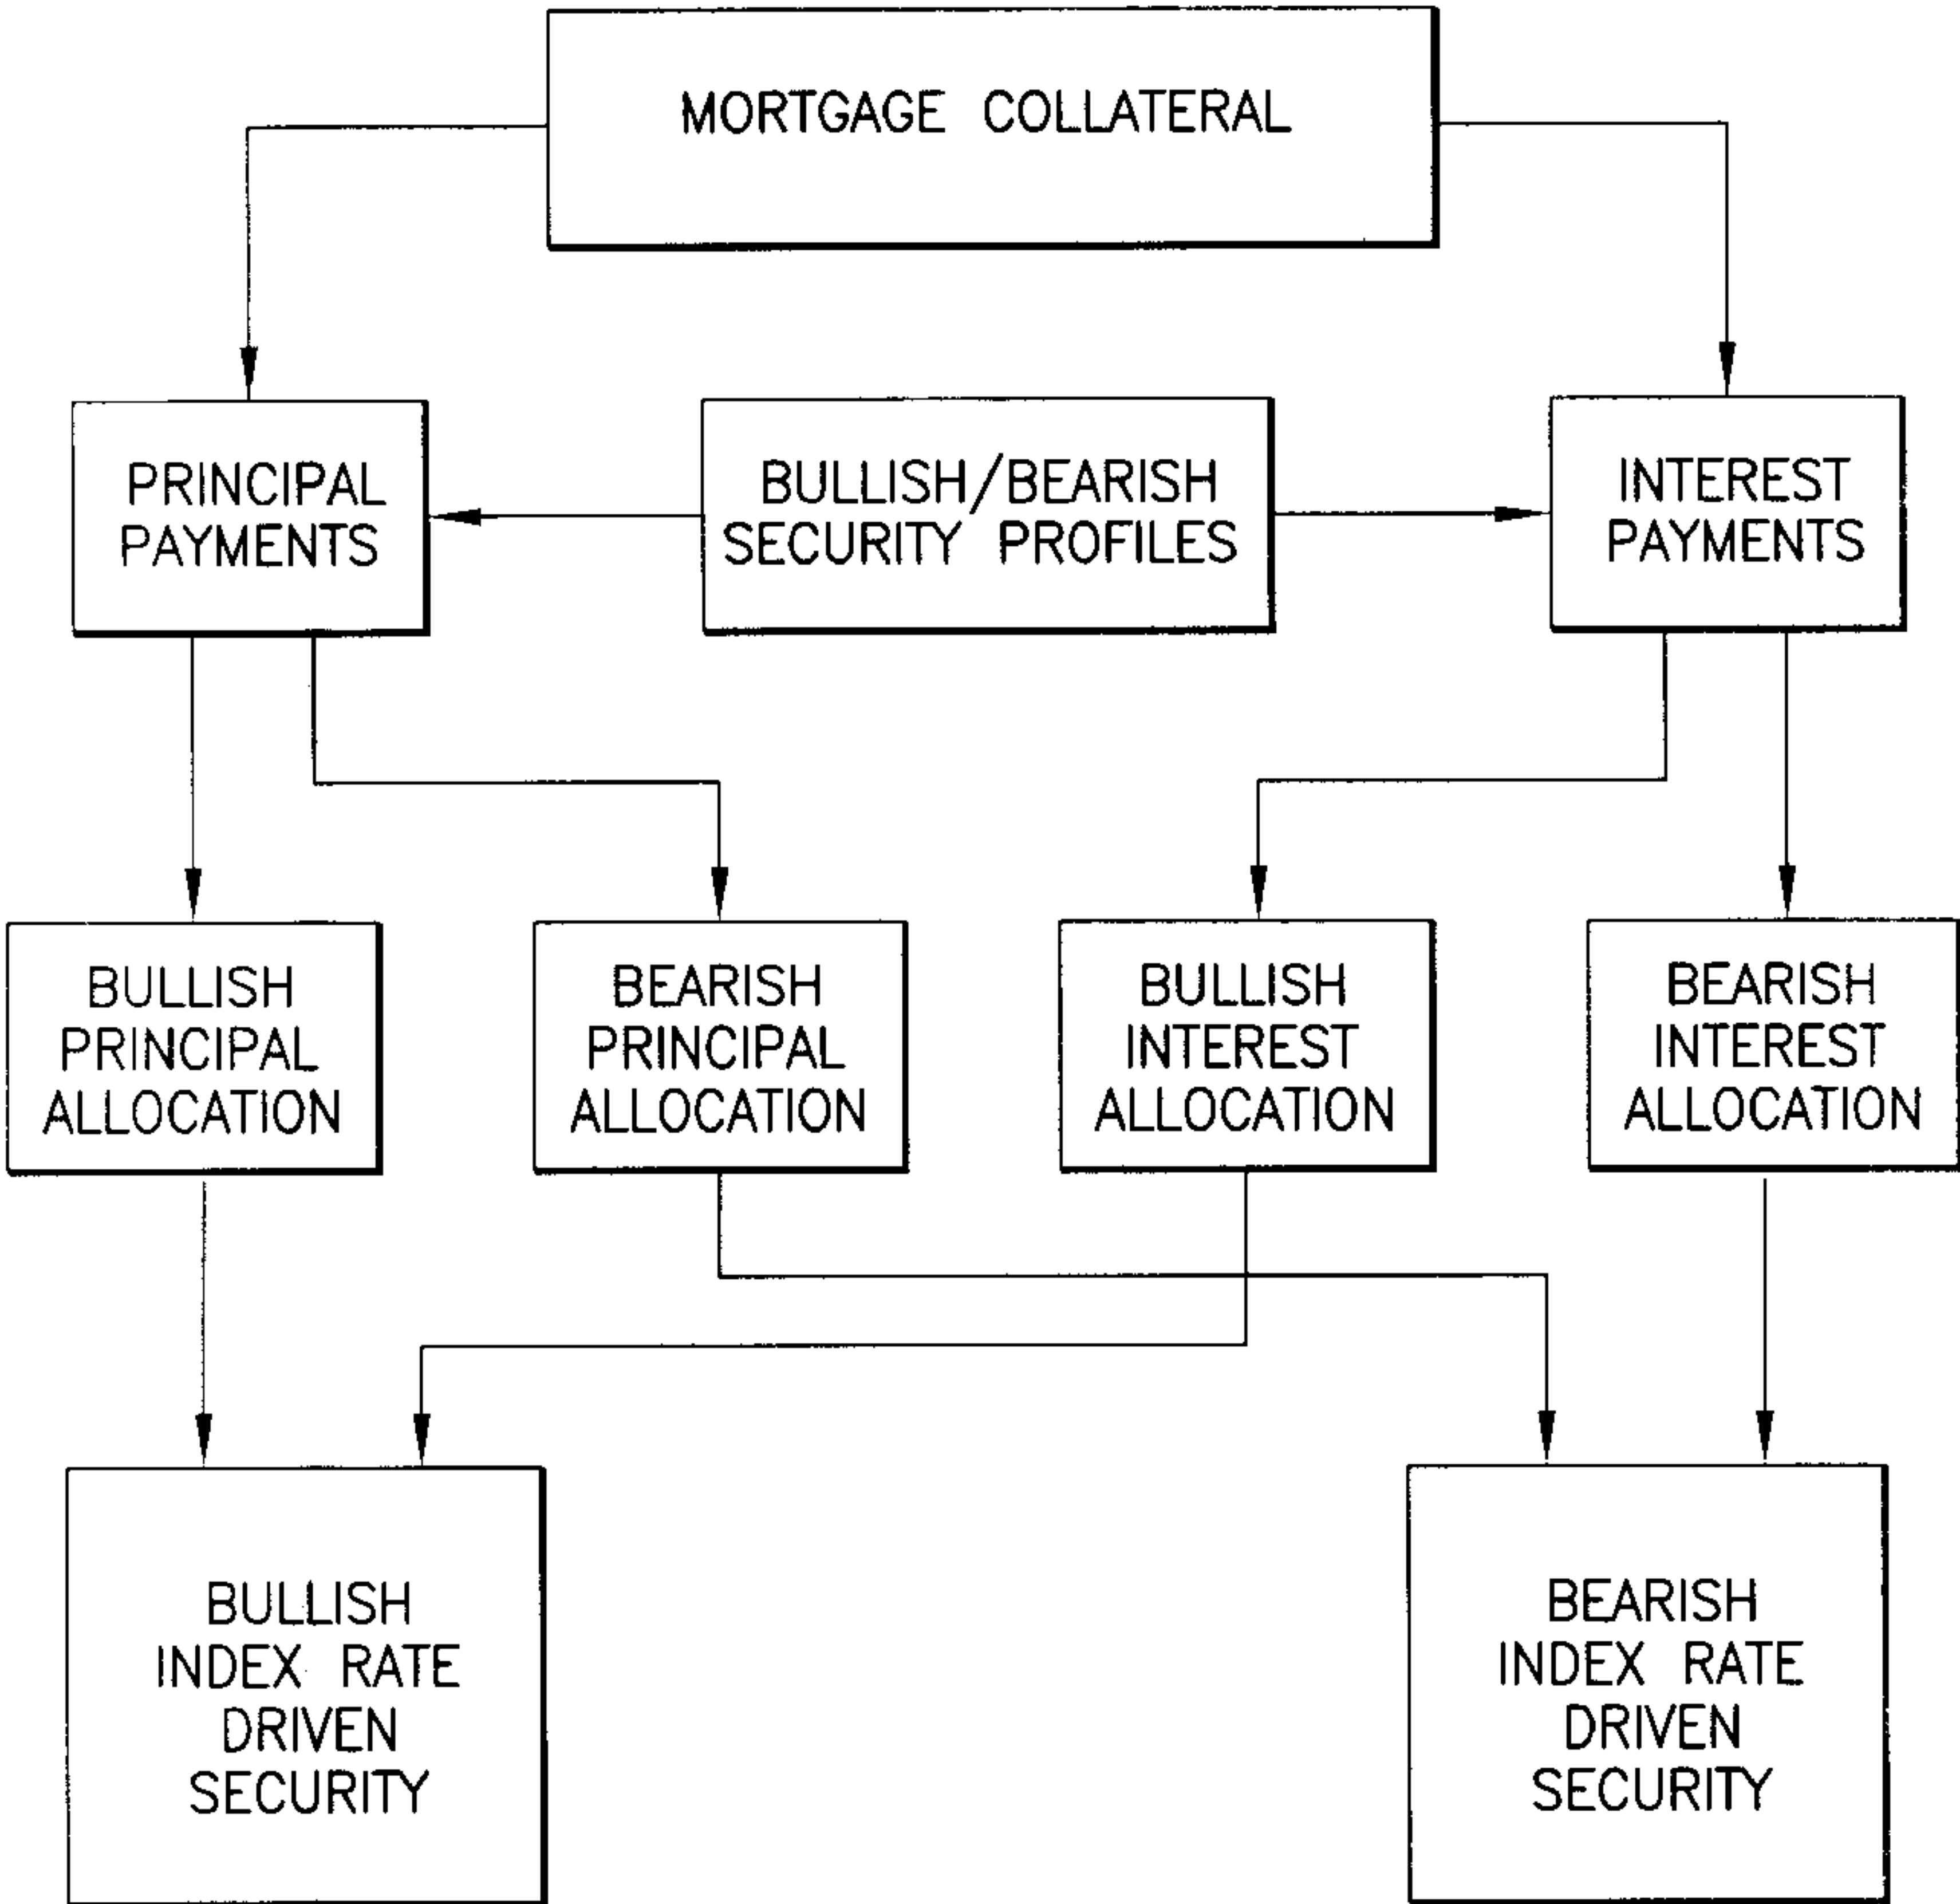 MORTGAGE COLLATERAL
PRINCIPAL
PAYMENTS
BULLISH/BEARISH
SECURITY PROFILES
INTEREST
PAYMENTS
BULLISH
PRINCIPAL
ALLOCATION
BEARISH
PRINCIPAL
ALLOCATION
BULLISH
INTEREST
ALLOCATION
BEARISH
INTEREST
ALLOCATION
BULLISH
INDEX RATE
DRIVEN
SECURITY
BEARISH
INDEX RATE
DRIVEN
SECURITY